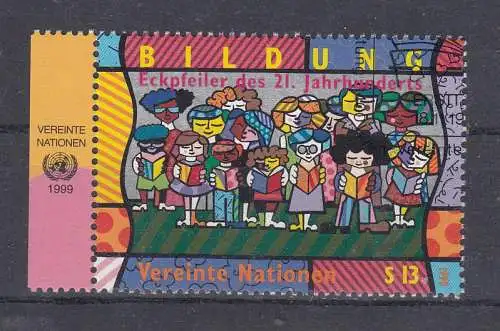 BILDUNG
Eckpfeiler des 21. Jahrhunderts
VEREINTE
NATIONEN
1999
Vereinte Nationen
S 13.